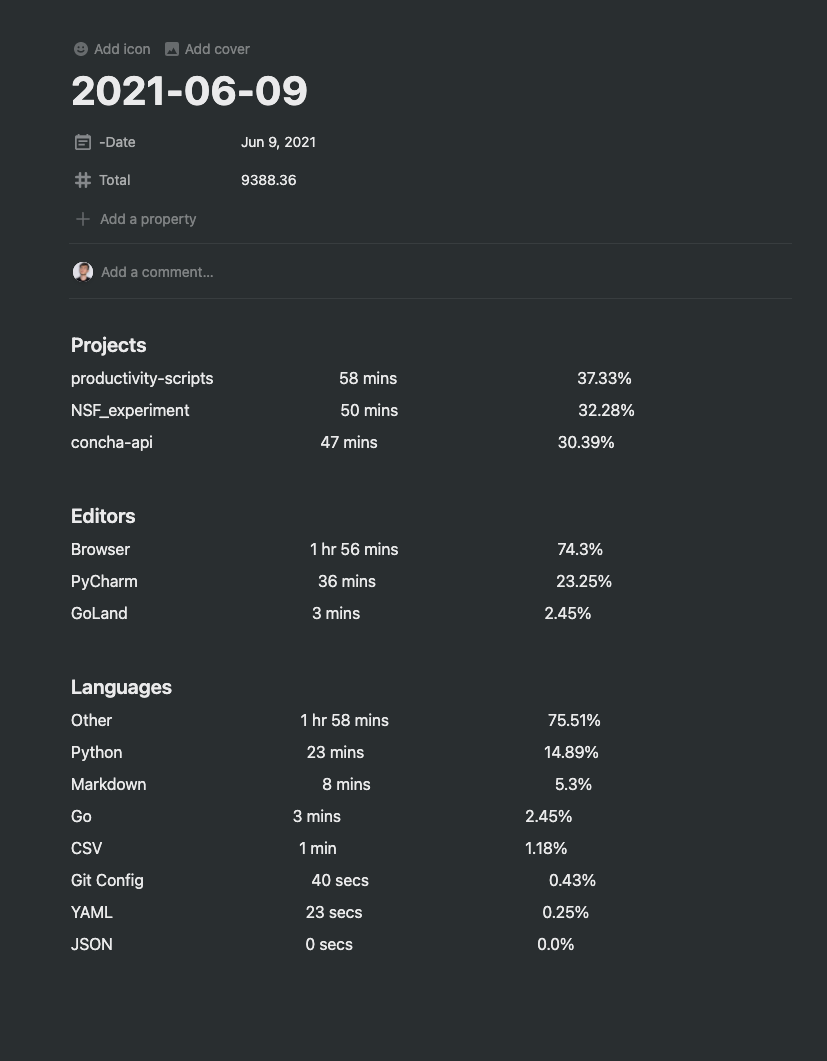 Add icon Add cover
2021-06-09
-Date Jun 9, 2021
Total 9388.36
Add a property
Add a comment...
Projects
productivity-scripts 58 mins 37.33%
NSF_experiment 50 mins 32.28%
concha-api 47 mins 30.39%
Editors
Browser 1 hr 56 mins 74.3%
PyCharm 36 mins 23.25%
GoLand 3 mins 2.45%
Languages
Other 1 hr 58 mins 75.51%
Python 23 mins 14.89%
Markdown 8 mins 5.3%
Go 3 mins 2.45%
CSV 1 min 1.18%
Git Config 40 secs 0.43%
YAML 23 secs 0.25%
JSON 0 secs 0.0%